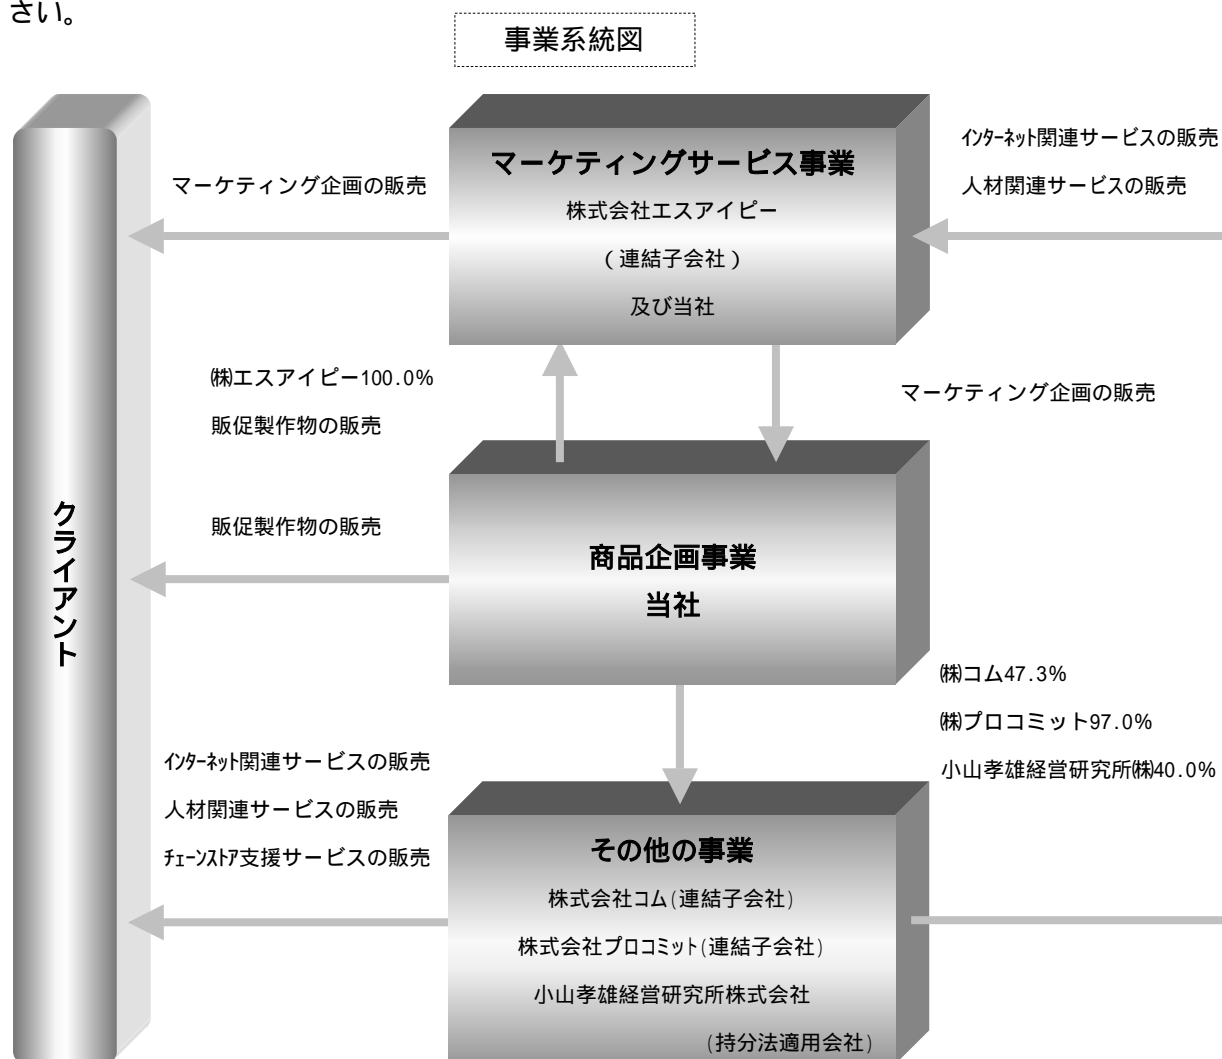 さい。
事業系統図
マーケティングサービス事業
株式会社エスアイピー
（連結子会社）
及び当社
マーケティング企画の販売
インターネット関連サービスの販売
人材関連サービスの販売
㈱エスアイピー100.0%
販促製作物の販売
マーケティング企画の販売
クライアント
販促製作物の販売
商品企画事業
当社
㈱コム47.3%
㈱プロコミット97.0%
小山孝雄経営研究所㈱40.0%
インターネット関連サービスの販売
人材関連サービスの販売
チェーンストア支援サービスの販売
その他の事業
株式会社コム(連結子会社)
株式会社プロコミット(連結子会社)
小山孝雄経営研究所株式会社
(持分法適用会社)